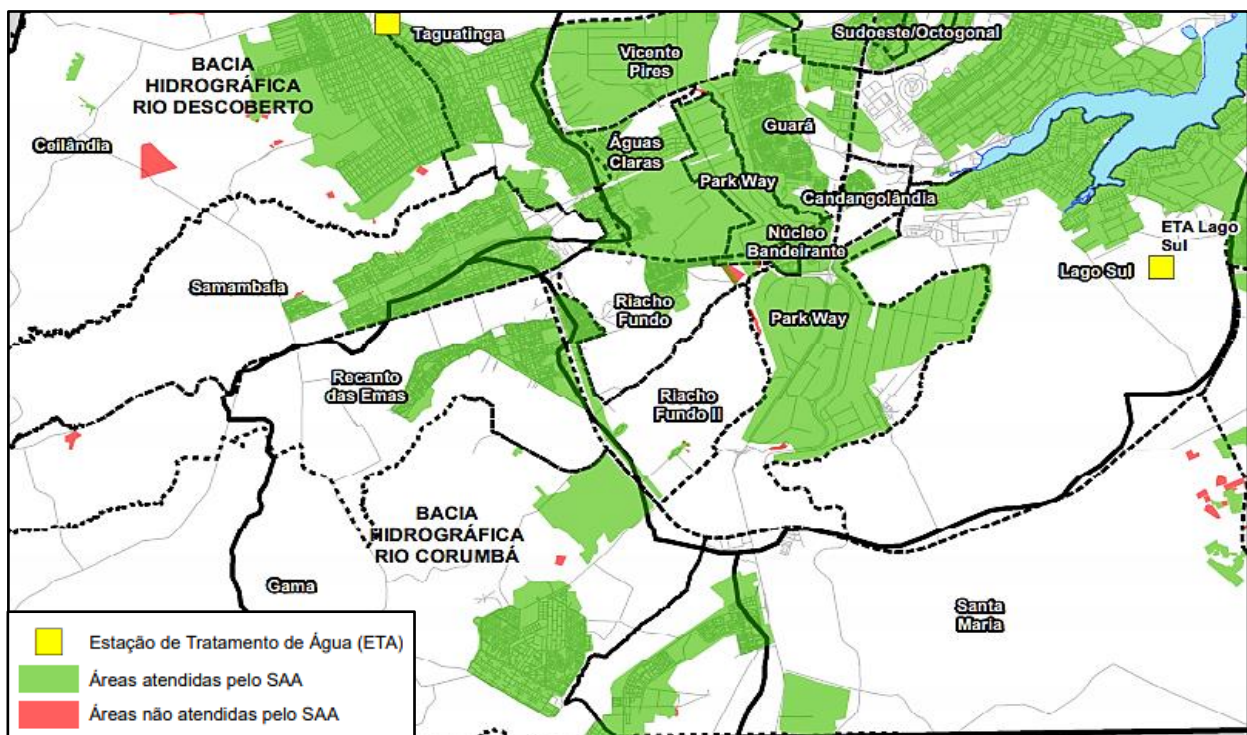 Taguatinga
Sudoeste/Octogonal
Vicente
Pires
BACIA
HIDROGRÁFICA
RIO DESCOBERTO
Ceilândia
Águas
Claras
Guará
Park Way
Candangolândia
Núcleo
Bandeirante
ETA Lago
Sul
Lago Sul
Samambaia
Riacho
Fundo
Park Way
Recanto
das Emas
Riacho
Fundo II
BACIA
HIDROGRÁFICA
RIO CORUMBÁ
Gama
Santa
Maria
Estação de Tratamento de Água (ETA)
Áreas atendidas pelo SAA
Áreas não atendidas pelo SAA